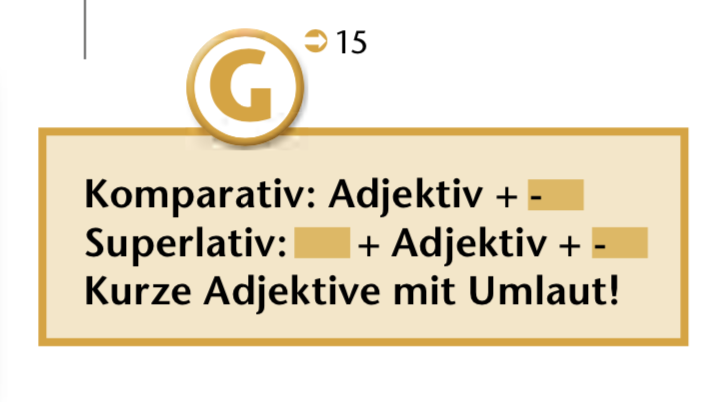 15
G
Komparativ: Adjektiv + -
Superlativ: + Adjektiv + -
Kurze Adjektive mit Umlaut!